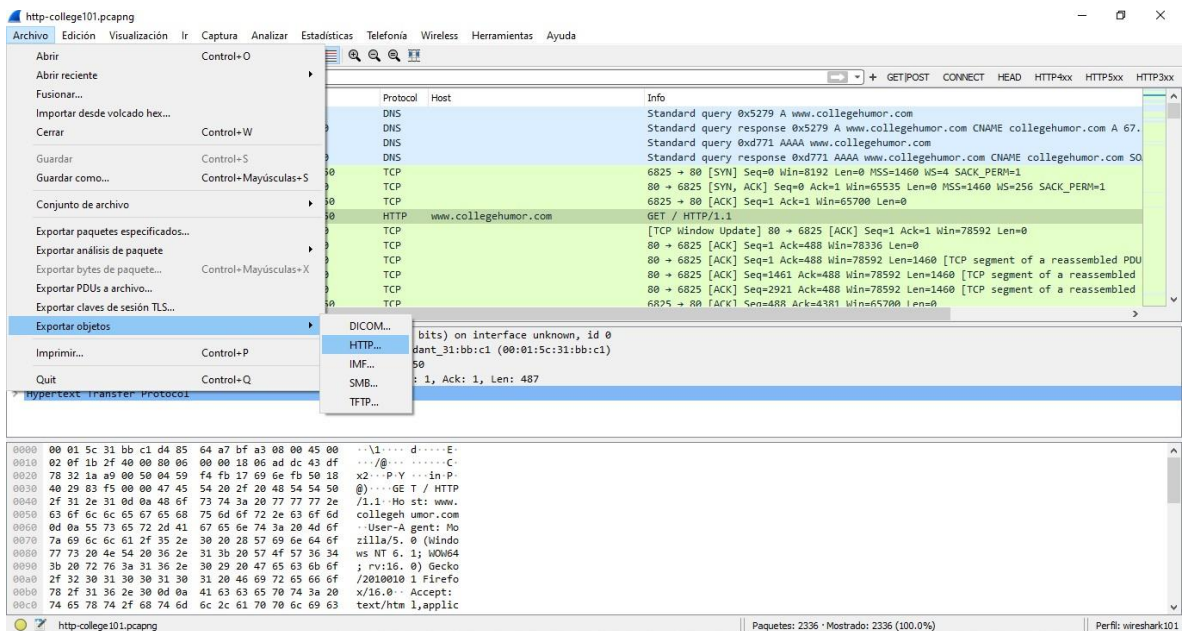 http-college101.pcapng
Archivo Edición Visualización Ir Captura Analizar Estadísticas Telefonía Wireless Herramientas Ayuda
Abrir Control+O
Abrir reciente
Fusionar...
Importar desde volcado hex...
Cerrar Control+W
Guardar Control+S
Guardar como... Control+Mayúsculas+S
Conjunto de archivo
Exportar paquetes especificados...
Exportar análisis de paquete
Exportar bytes de paquete... Control+Mayúsculas+X
Exportar PDUs a archivo...
Exportar claves de sesión TLS...
Exportar objetos
Imprimir... Control+P
Quit Control+Q
DICOM...
HTTP...
IMF...
SMB...
TFTP...
+ GET|POST CONNECT HEAD HTTP4xx HTTP5xx HTTP3xx
Protocol Host Info
DNS Standard query 0x5279 A www.collegehumor.com
DNS Standard query response 0x5279 A www.collegehumor.com CNAME collegehumor.com A 67.
DNS Standard query 0xd771 AAAA www.collegehumor.com
DNS Standard query response 0xd771 AAAA www.collegehumor.com CNAME collegehumor.com SO
TCP 6825 → 80 [SYN] Seq=0 Win=8192 Len=0 MSS=1460 WS=4 SACK_PERM=1
TCP 80 → 6825 [SYN, ACK] Seq=0 Ack=1 Win=65535 Len=0 MSS=1460 WS=256 SACK_PERM=1
TCP 6825 → 80 [ACK] Seq=1 Ack=1 Win=65700 Len=0
HTTP www.collegehumor.com GET / HTTP/1.1
TCP [TCP Window Update] 80 → 6825 [ACK] Seq=1 Ack=1 Win=78592 Len=0
TCP 80 → 6825 [ACK] Seq=1 Ack=488 Win=78336 Len=0
TCP 80 → 6825 [ACK] Seq=1 Ack=488 Win=78592 Len=1460 [TCP segment of a reassembled PDU
TCP 80 → 6825 [ACK] Seq=1461 Ack=488 Win=78592 Len=1460 [TCP segment of a reassembled
TCP 80 → 6825 [ACK] Seq=2921 Ack=488 Win=78592 Len=1460 [TCP segment of a reassembled
TCP 6825 → 80 [ACK] Seq=488 Ack=4381 Win=65700 Len=0
bits) on interface unknown, id 0
dant_31:bb:c1 (00:01:5c:31:bb:c1)
50
: 1, Ack: 1, Len: 487
Hypertext Transfer Protocol
0000 00 01 5c 31 bb c1 d4 85 64 a7 bf a3 08 00 45 00 ··\1···· d·····E·
0010 02 0f 1b 2f 40 00 80 06 00 00 18 06 ad dc 43 df ···/@··· ······C·
0020 78 32 1a a9 00 50 04 59 f4 fb 17 69 6e fb 50 18 x2···P·Y ···in·P·
0030 40 29 83 f5 00 00 47 45 54 20 2f 20 48 54 54 50 @)····GE T / HTTP
0040 2f 31 2e 31 0d 0a 48 6f 73 74 3a 20 77 77 77 2e /1.1··Ho st: www.
0050 63 6f 6c 6c 65 67 65 68 75 6d 6f 72 2e 63 6f 6d collegeh umor.com
0060 0d 0a 55 73 65 72 2d 41 67 65 6e 74 3a 20 4d 6f ··User-A gent: Mo
0070 7a 69 6c 6c 61 2f 35 2e 30 20 28 57 69 6e 64 6f zilla/5. 0 (Windo
0080 77 73 20 4e 54 20 36 2e 31 3b 20 57 4f 57 36 34 ws NT 6. 1; WOW64
0090 3b 20 72 76 3a 31 36 2e 30 29 20 47 65 63 6b 6f ; rv:16. 0) Gecko
00a0 2f 32 30 31 30 30 31 30 31 20 46 69 72 65 66 6f /2010010 1 Firefo
00b0 78 2f 31 36 2e 30 0d 0a 41 63 63 65 70 74 3a 20 x/16.0·· Accept:
00c0 74 65 78 74 2f 68 74 6d 6c 2c 61 70 70 6c 69 63 text/htm l,applic
http-college101.pcapng Paquetes: 2336 · Mostrado: 2336 (100.0%) Perfil: wireshark101